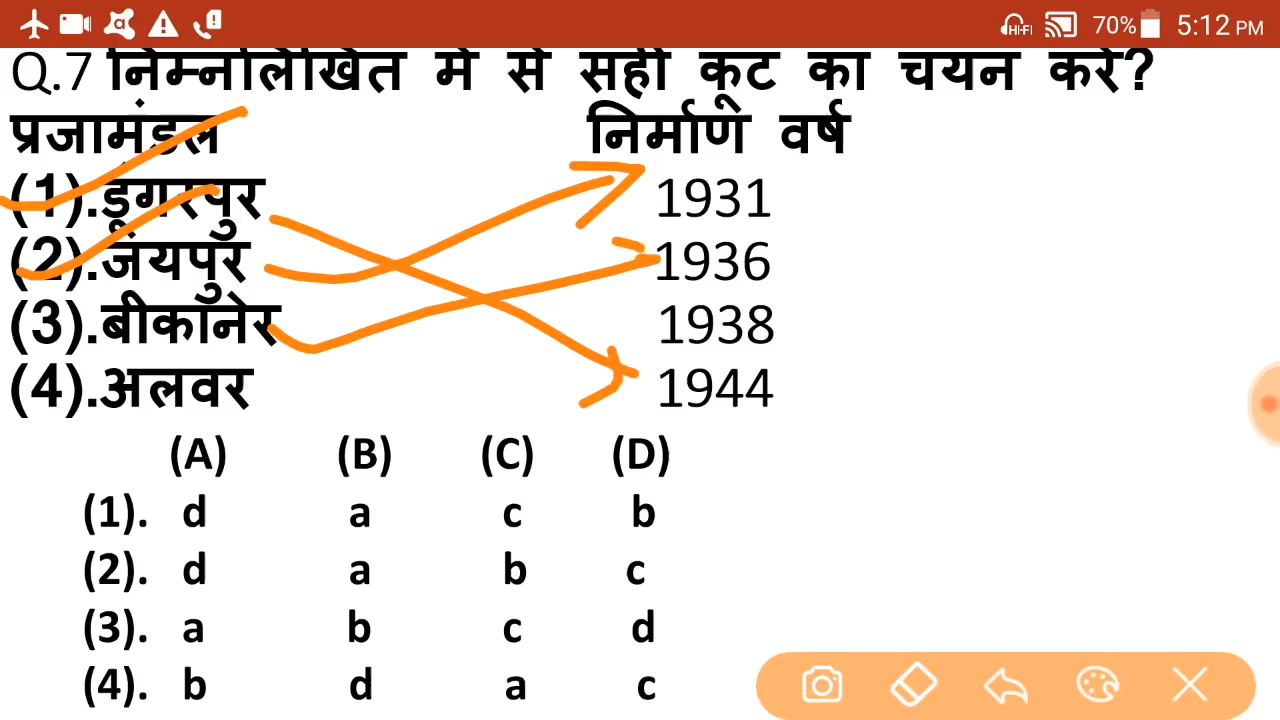 70% 5:12 PM
Q.7 निम्नलिखित में से सही कूट का चयन करें?
प्रजामंडल निर्माण वर्ष
(1).डूंगरपुर 1931
(2).जयपुर 1936
(3).बीकानेर 1938
(4).अलवर 1944
(A) (B) (C) (D)
(1). d a c b
(2). d a b c
(3). a b c d
(4). b d a c